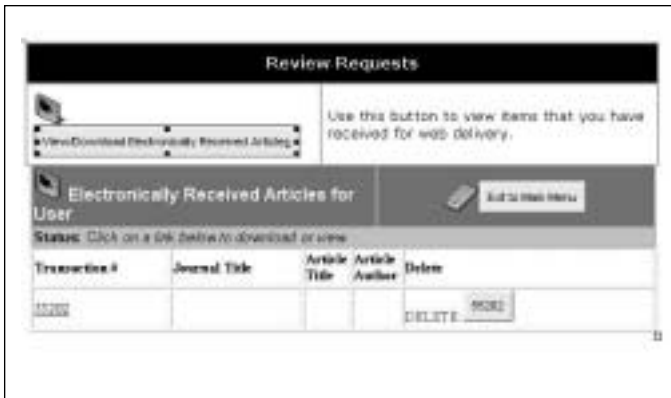 Review Requests
Use this button to view items that you have
received for web delivery.
View/Download Electronically Received Articles
Electronically Received Articles for
User
Exit to Main Menu
Status: Click on a link below to download or view
Transaction # Journal Title Article Title Article Author Delete
55202 DELETE 55202